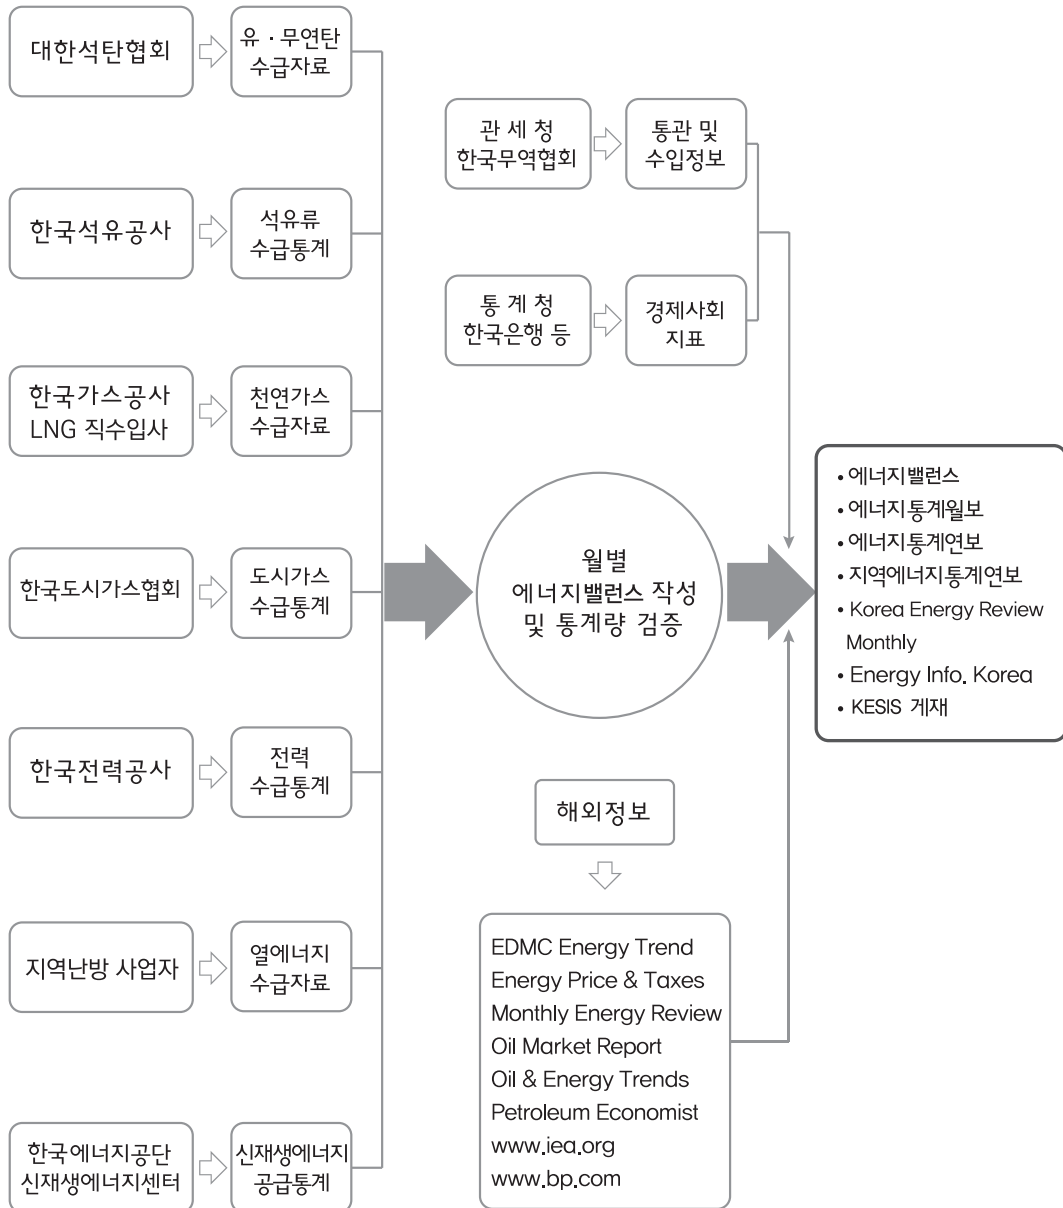 대한석탄협회
유 · 무연탄
수급자료
한국석유공사
석유류
수급통계
한국가스공사
LNG 직수입사
천연가스
수급자료
한국도시가스협회
도시가스
수급통계
한국전력공사
전력
수급통계
지역난방 사업자
열에너지
수급자료
한국에너지공단
신재생에너지센터
신재생에너지
공급통계
관 세 청
한국무역협회
통관 및
수입정보
통 계 청
한국은행 등
경제사회
지표
월별
에너지밸런스 작성
및 통계량 검증
해외정보
EDMC Energy Trend
Energy Price & Taxes
Monthly Energy Review
Oil Market Report
Oil & Energy Trends
Petroleum Economist
www.iea.org
www.bp.com
• 에너지밸런스
• 에너지통계월보
• 에너지통계연보
• 지역에너지통계연보
• Korea Energy Review
Monthly
• Energy Info. Korea
• KESIS 게재